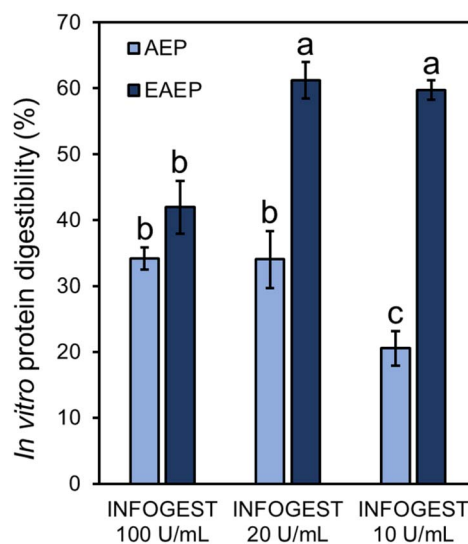 In vitro protein digestibility (%)
70
60
50
40
30
20
10
0
AEP
EAEP
b
b
b
a
c
a
INFOGEST
100 U/mL
INFOGEST
20 U/mL
INFOGEST
10 U/mL